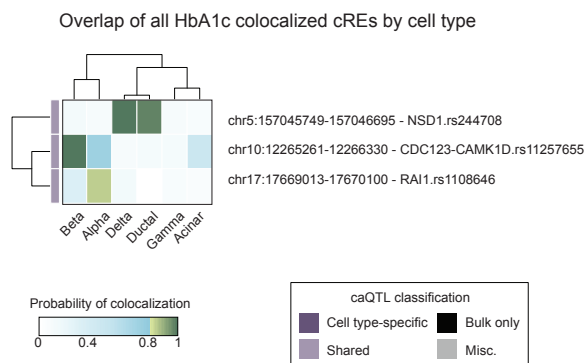 Overlap of all HbA1c colocalized cREs by cell type
chr5:157045749-157046695 - NSD1.rs244708
chr10:12265261-12266330 - CDC123-CAMK1D.rs11257655
chr17:17669013-17670100 - RAI1.rs1108646
Beta Alpha Delta Ductal Gamma Acinar
Probability of colocalization
0 0.4 0.8 1
caQTL classification
Cell type-specific Bulk only
Shared Misc.